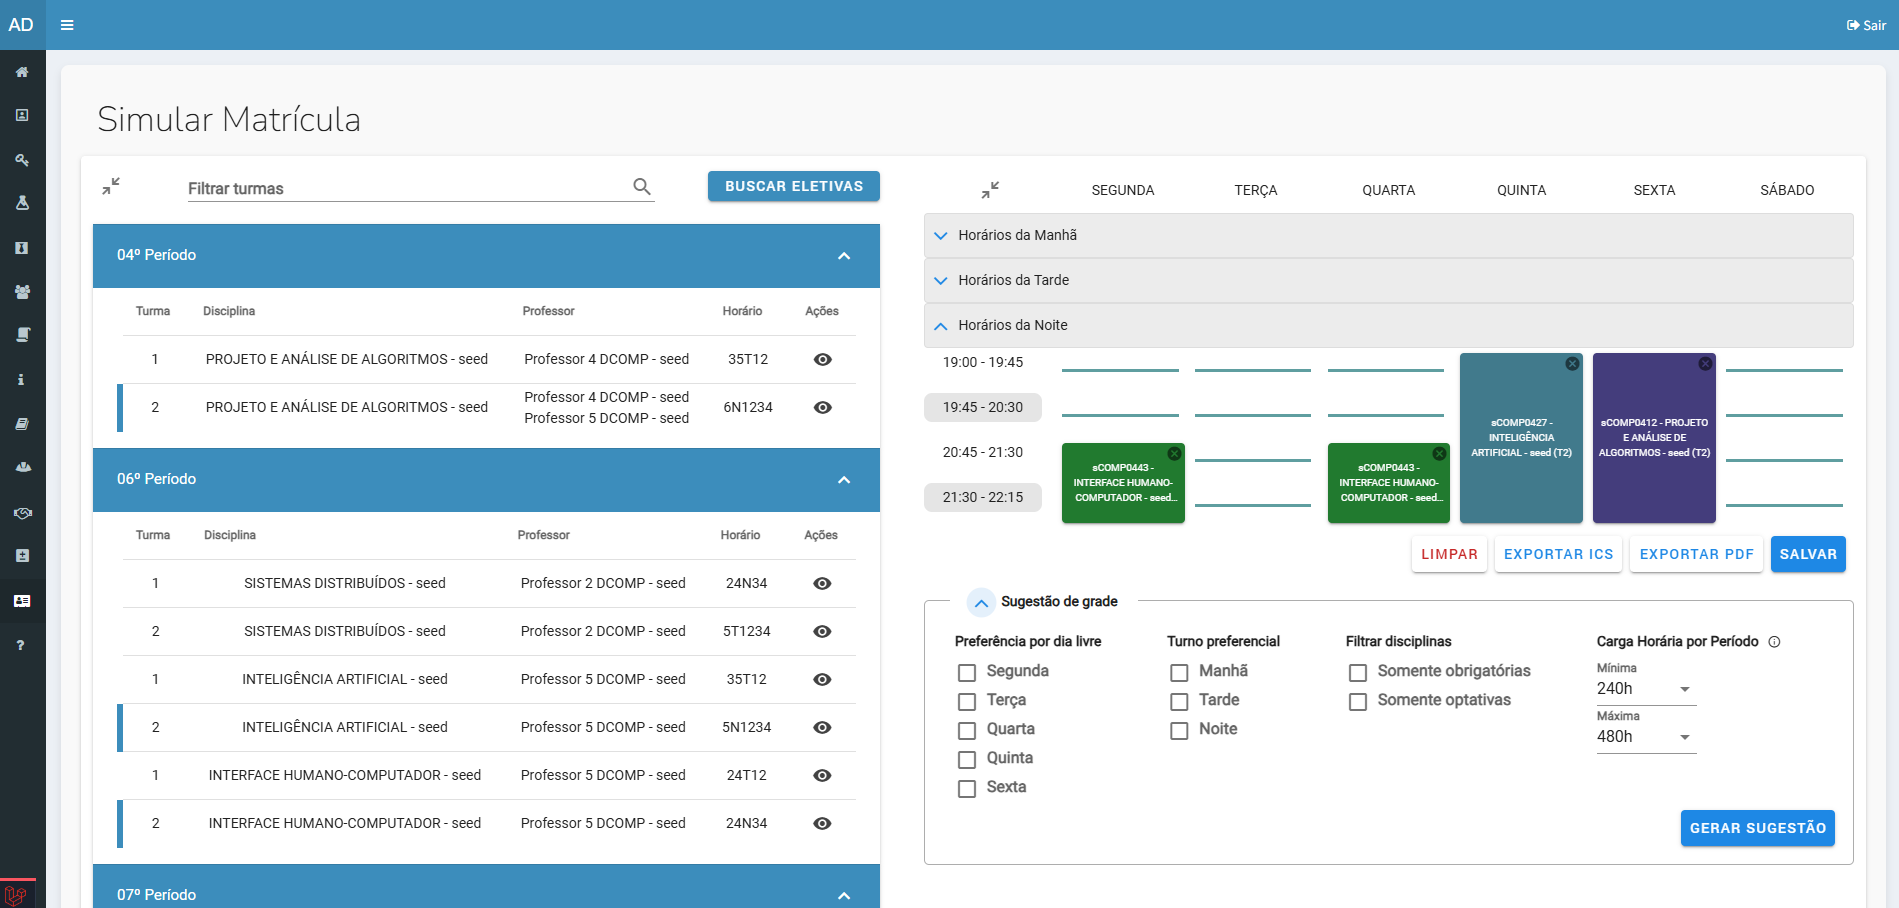 AD
Sair
Simular Matrícula
Filtrar turmas
BUSCAR ELETIVAS
04º Período
Turma Disciplina Professor Horário Ações
1 PROJETO E ANÁLISE DE ALGORITMOS - seed Professor 4 DCOMP - seed 35T12
2 PROJETO E ANÁLISE DE ALGORITMOS - seed Professor 4 DCOMP - seed 6N1234
Professor 5 DCOMP - seed
06º Período
Turma Disciplina Professor Horário Ações
1 SISTEMAS DISTRIBUÍDOS - seed Professor 2 DCOMP - seed 24N34
2 SISTEMAS DISTRIBUÍDOS - seed Professor 2 DCOMP - seed 5T1234
1 INTELIGÊNCIA ARTIFICIAL - seed Professor 5 DCOMP - seed 35T12
2 INTELIGÊNCIA ARTIFICIAL - seed Professor 5 DCOMP - seed 5N1234
1 INTERFACE HUMANO-COMPUTADOR - seed Professor 5 DCOMP - seed 24T12
2 INTERFACE HUMANO-COMPUTADOR - seed Professor 5 DCOMP - seed 24N34
07º Período
SEGUNDA TERÇA QUARTA QUINTA SEXTA SÁBADO
Horários da Manhã
Horários da Tarde
Horários da Noite
19:00 - 19:45
19:45 - 20:30
20:45 - 21:30
21:30 - 22:15
sCOMP0443 -
INTERFACE HUMANO-
COMPUTADOR - seed...
sCOMP0443 -
INTERFACE HUMANO-
COMPUTADOR - seed...
sCOMP0427 -
INTELIGÊNCIA
ARTIFICIAL - seed (T2)
sCOMP0412 - PROJETO
E ANÁLISE DE
ALGORITMOS - seed (T2)
LIMPAR
EXPORTAR ICS
EXPORTAR PDF
SALVAR
Sugestão de grade
Preferência por dia livre
Segunda
Terça
Quarta
Quinta
Sexta
Turno preferencial
Manhã
Tarde
Noite
Filtrar disciplinas
Somente obrigatórias
Somente optativas
Carga Horária por Período
Mínima
240h
Máxima
480h
GERAR SUGESTÃO